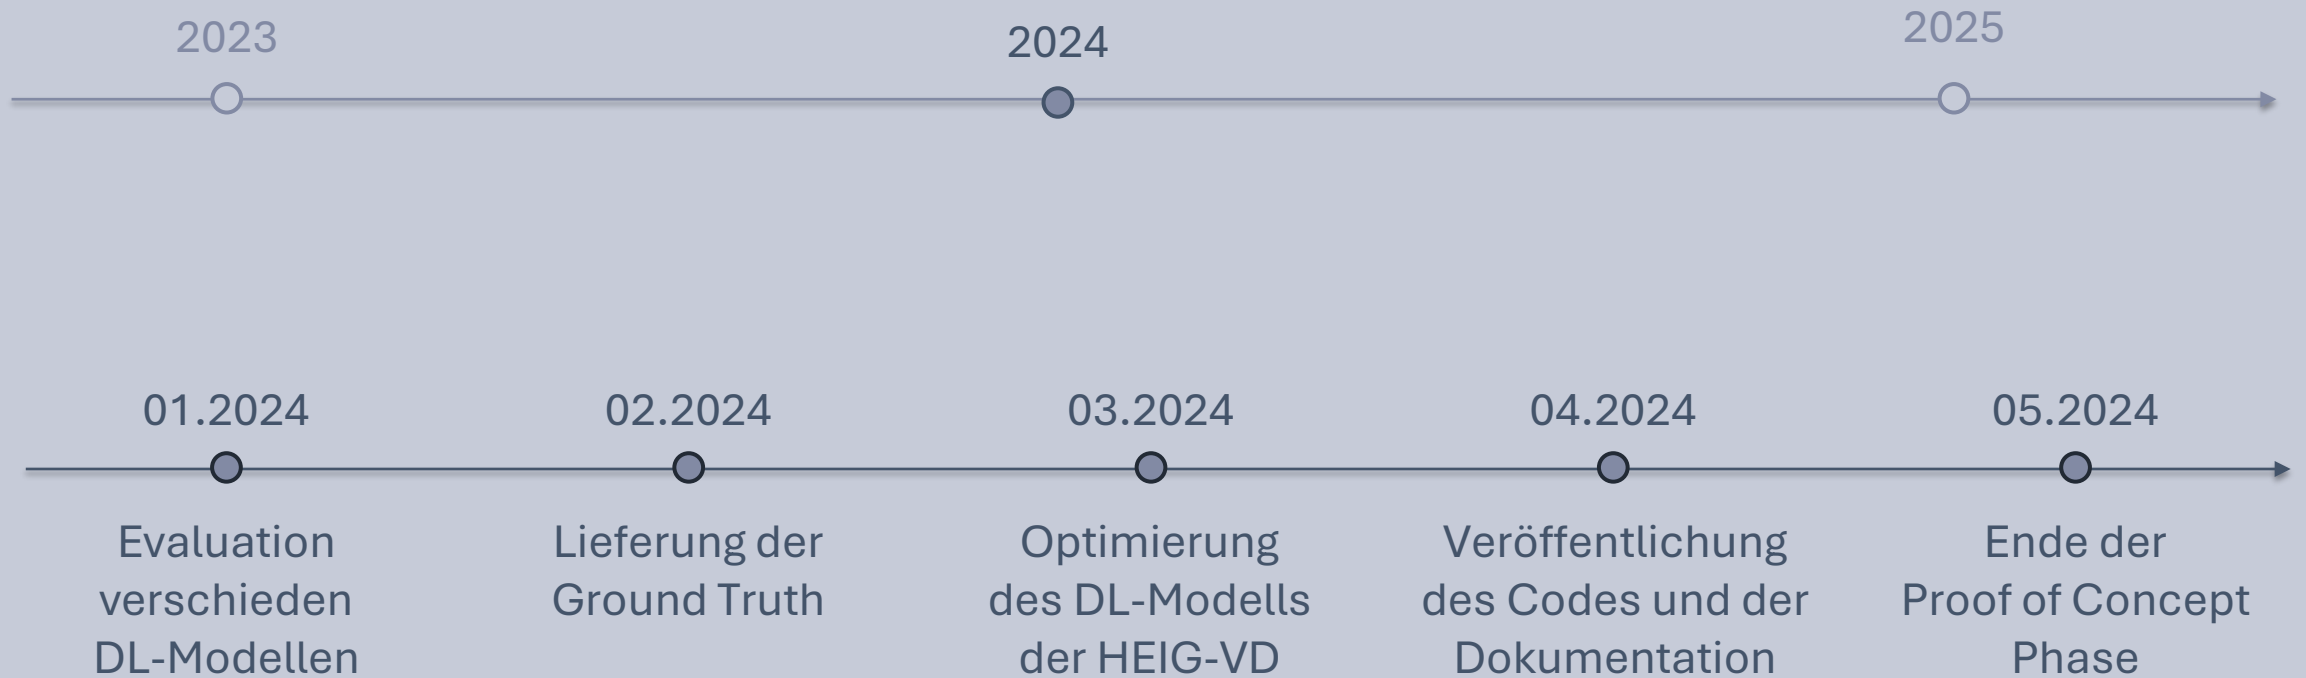 2023
2024
2025
01.2024
02.2024
03.2024
04.2024
05.2024
Evaluation
verschieden
DL-Modellen
Lieferung der
Ground Truth
Optimierung
des DL-Modells
der HEIG-VD
Veröffentlichung
des Codes und der
Dokumentation
Ende der
Proof of Concept
Phase